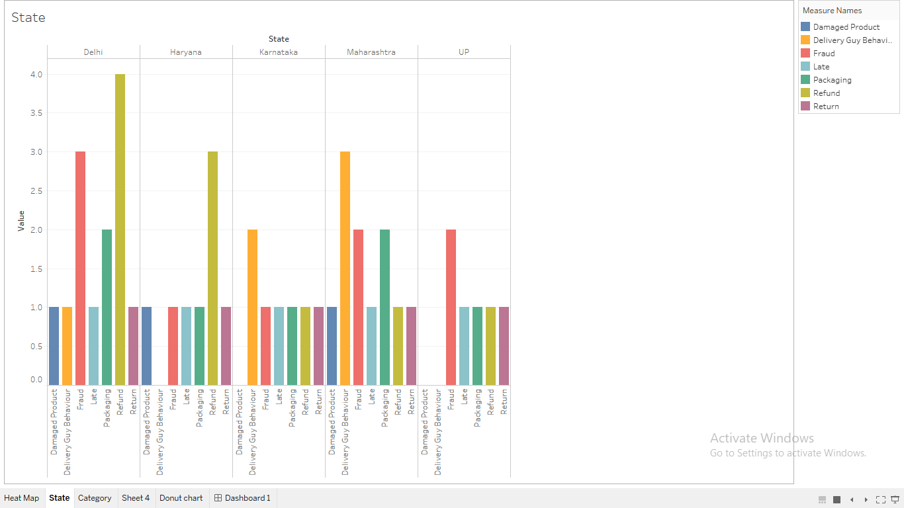 State
State
Delhi Haryana Karnataka Maharashtra UP
4.0
3.5
3.0
2.5
2.0
1.5
1.0
0.5
0.0
Value
Damaged Product Delivery Guy Behaviour Fraud Late Packaging Refund Return Damaged Product Delivery Guy Behaviour Fraud Late Packaging Refund Return Damaged Product Delivery Guy Behaviour Fraud Late Packaging Refund Return Damaged Product Delivery Guy Behaviour Fraud Late Packaging Refund Return Damaged Product Delivery Guy Behaviour Fraud Late Packaging Refund Return
Measure Names
Damaged Product
Delivery Guy Behavi...
Fraud
Late
Packaging
Refund
Return
Activate Windows
Go to Settings to activate Windows.
Heat Map State Category Sheet 4 Donut chart Dashboard 1